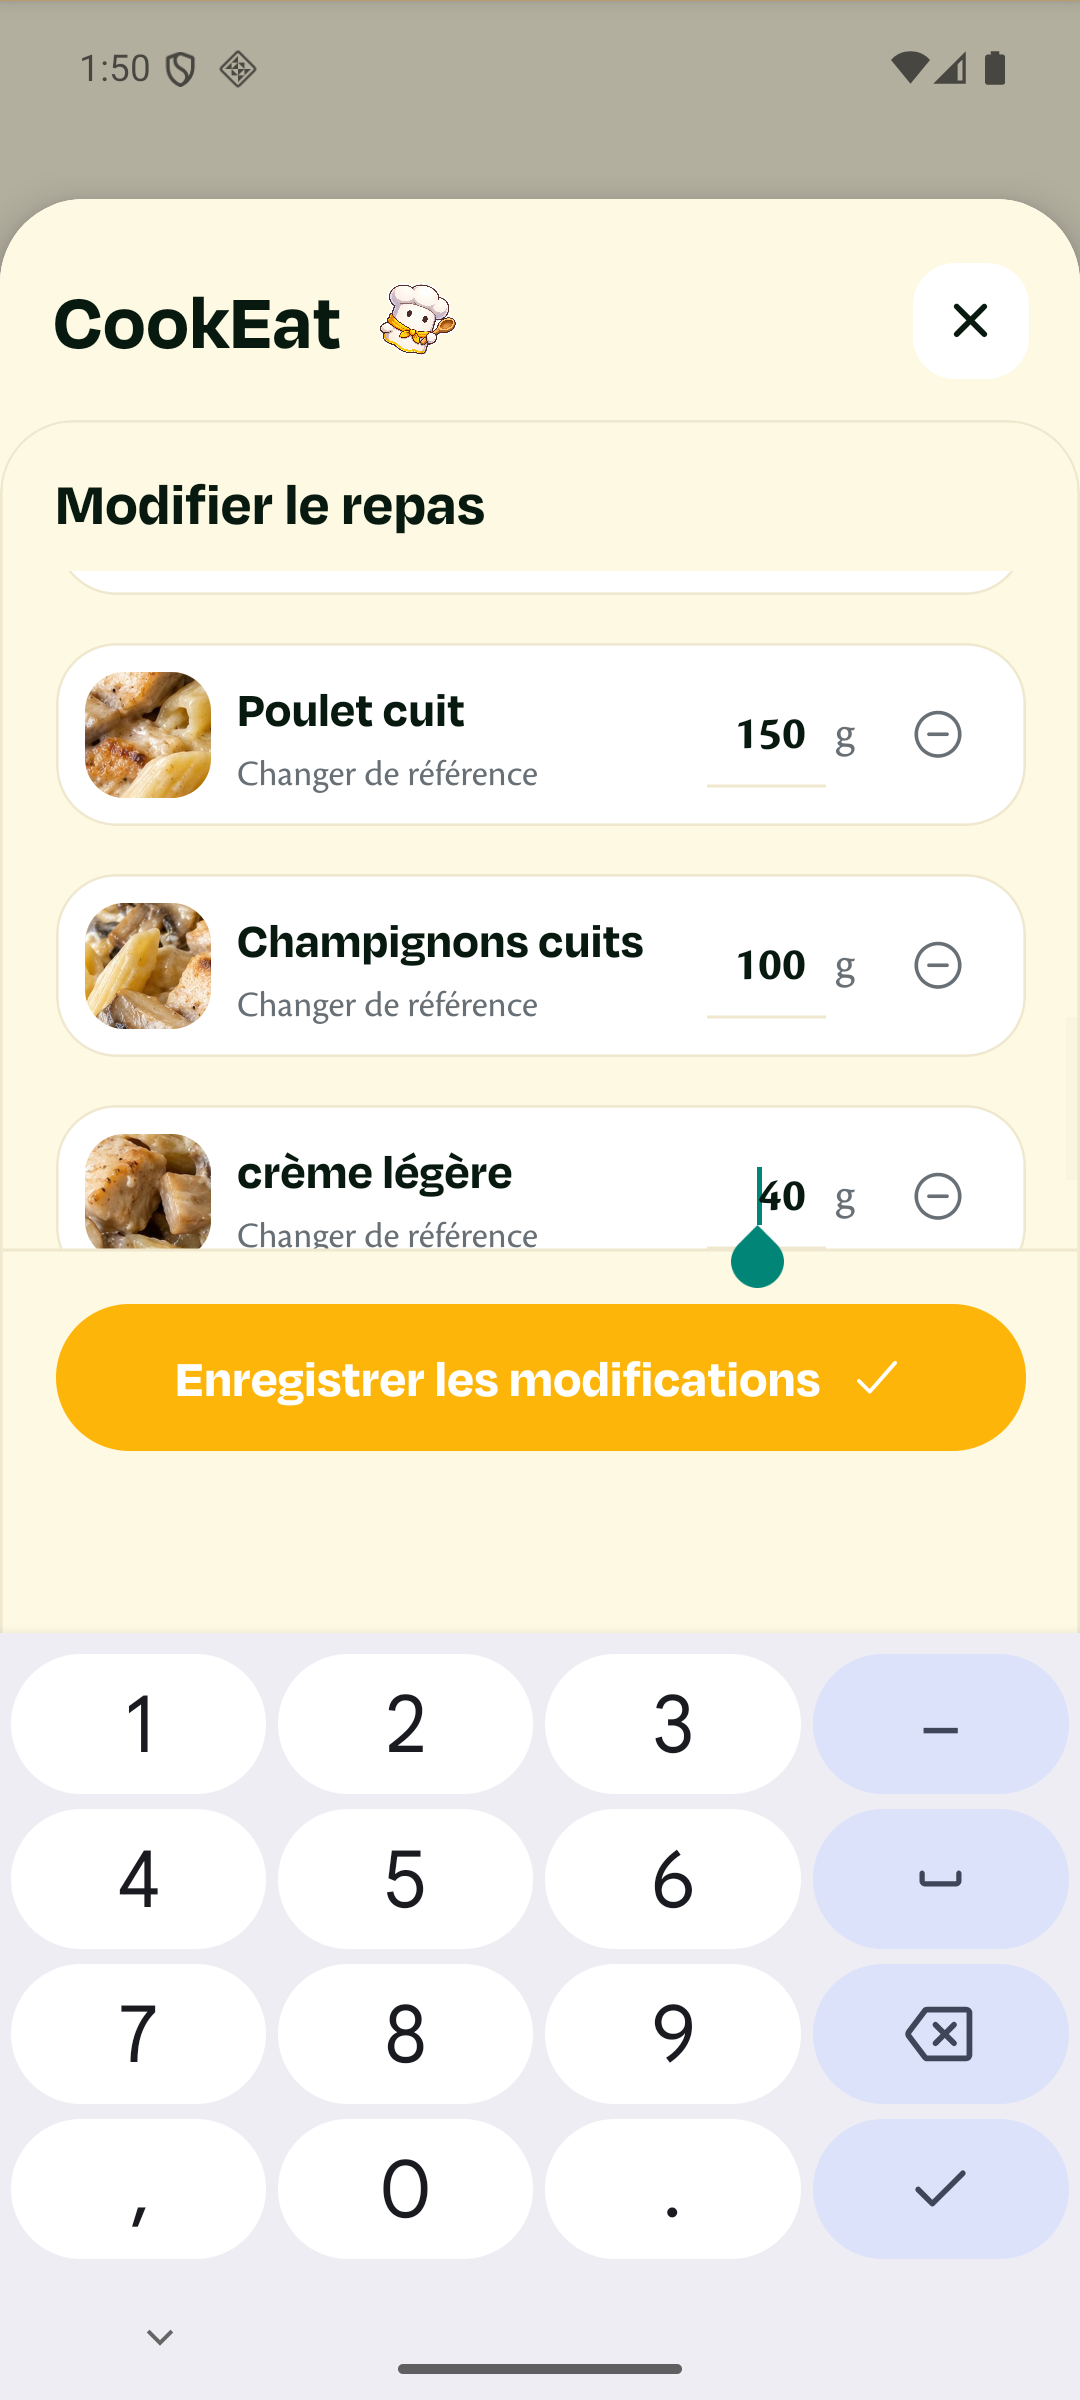 1:50
CookEat
Modifier le repas
Poulet cuit
150 g
Changer de référence
Champignons cuits
100 g
Changer de référence
crème légère
40 g
Changer de référence
Enregistrer les modifications
1 2 3 –
4 5 6
7 8 9
, 0 .